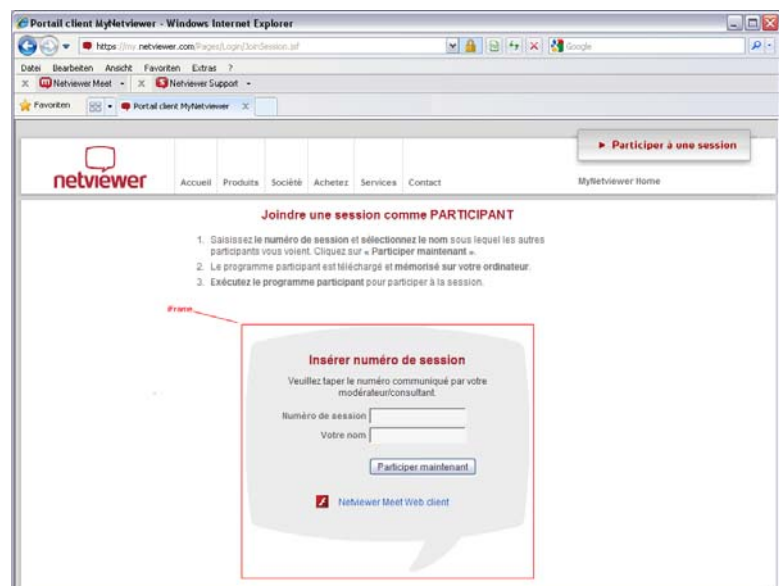 Portail client MyNetviewer - Windows Internet Explorer
https://my.netviewer.com/Pages/Login/JoinSession.jsf
Google
Datei Bearbeiten Ansicht Favoriten Extras ?
Netviewer Meet
Netviewer Support
Favoriten
Portail client MyNetviewer
Participer à une session
netviewer
Accueil Produits Société Achetez Services Contact
MyNetviewer Home
Joindre une session comme PARTICIPANT
1. Saisissez le numéro de session et sélectionnez le nom sous lequel les autres
participants vous voient. Cliquez sur « Participer maintenant ».
2. Le programme participant est téléchargé et mémorisé sur votre ordinateur.
3. Exécutez le programme participant pour participer à la session.
iFrame
Insérer numéro de session
Veuillez taper le numéro communiqué par votre
modérateur/consultant.
Numéro de session
Votre nom
Participer maintenant
Netviewer Meet Web client